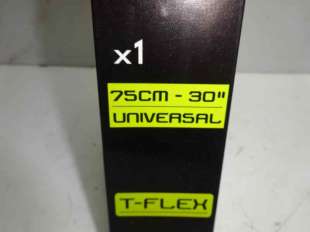 x1
75CM - 30"
UNIVERSAL
T-FLEX